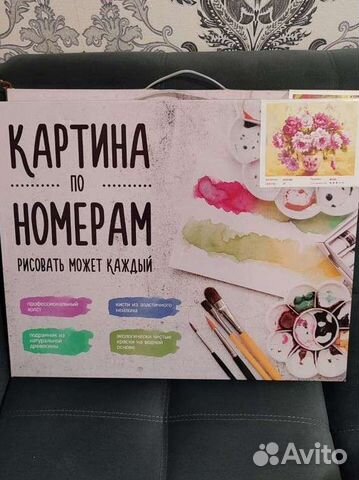 КАРТИНА
ПО
НОМЕРАМ
РИСОВАТЬ МОЖЕТ КАЖДЫЙ
профессиональный
холст
кисти из эластичного
нейлона
подрамник из
натуральной
древесины
экологически чистые
краски на водной
основе
Avito